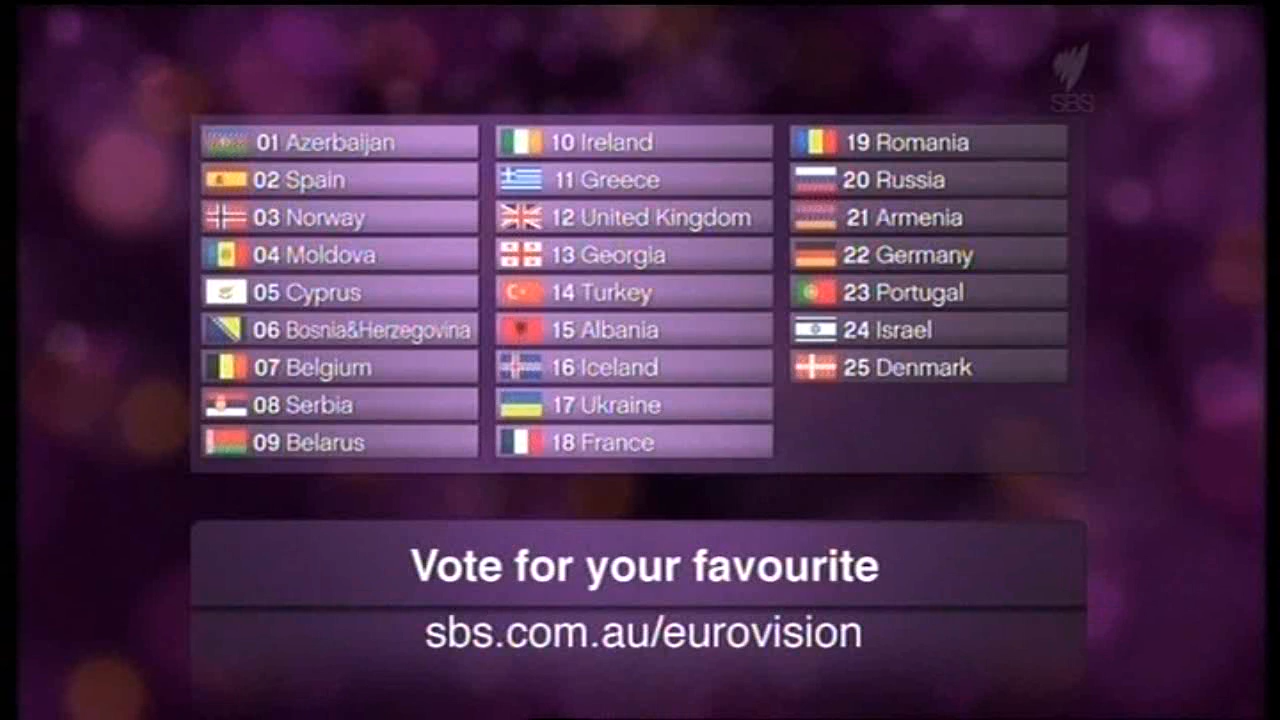 SBS
01 Azerbaijan
02 Spain
03 Norway
04 Moldova
05 Cyprus
06 Bosnia&Herzegovina
07 Belgium
08 Serbia
09 Belarus
10 Ireland
11 Greece
12 United Kingdom
13 Georgia
14 Turkey
15 Albania
16 Iceland
17 Ukraine
18 France
19 Romania
20 Russia
21 Armenia
22 Germany
23 Portugal
24 Israel
25 Denmark
Vote for your favourite
sbs.com.au/eurovision